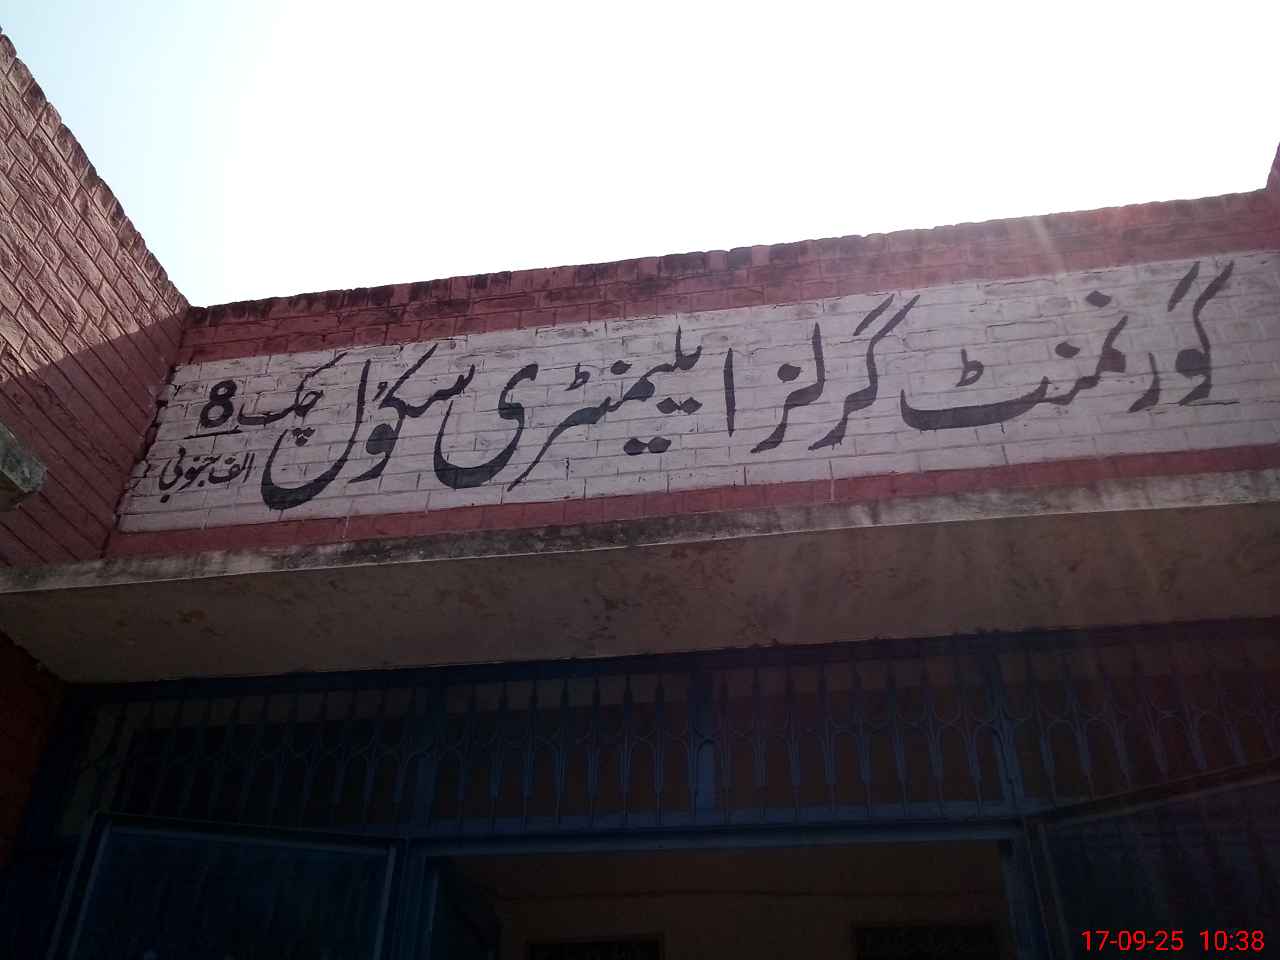 گورنمنٹ گرلز ایلیمنٹری سکول چک 8
الف جنوبی
17-09-25 10:38